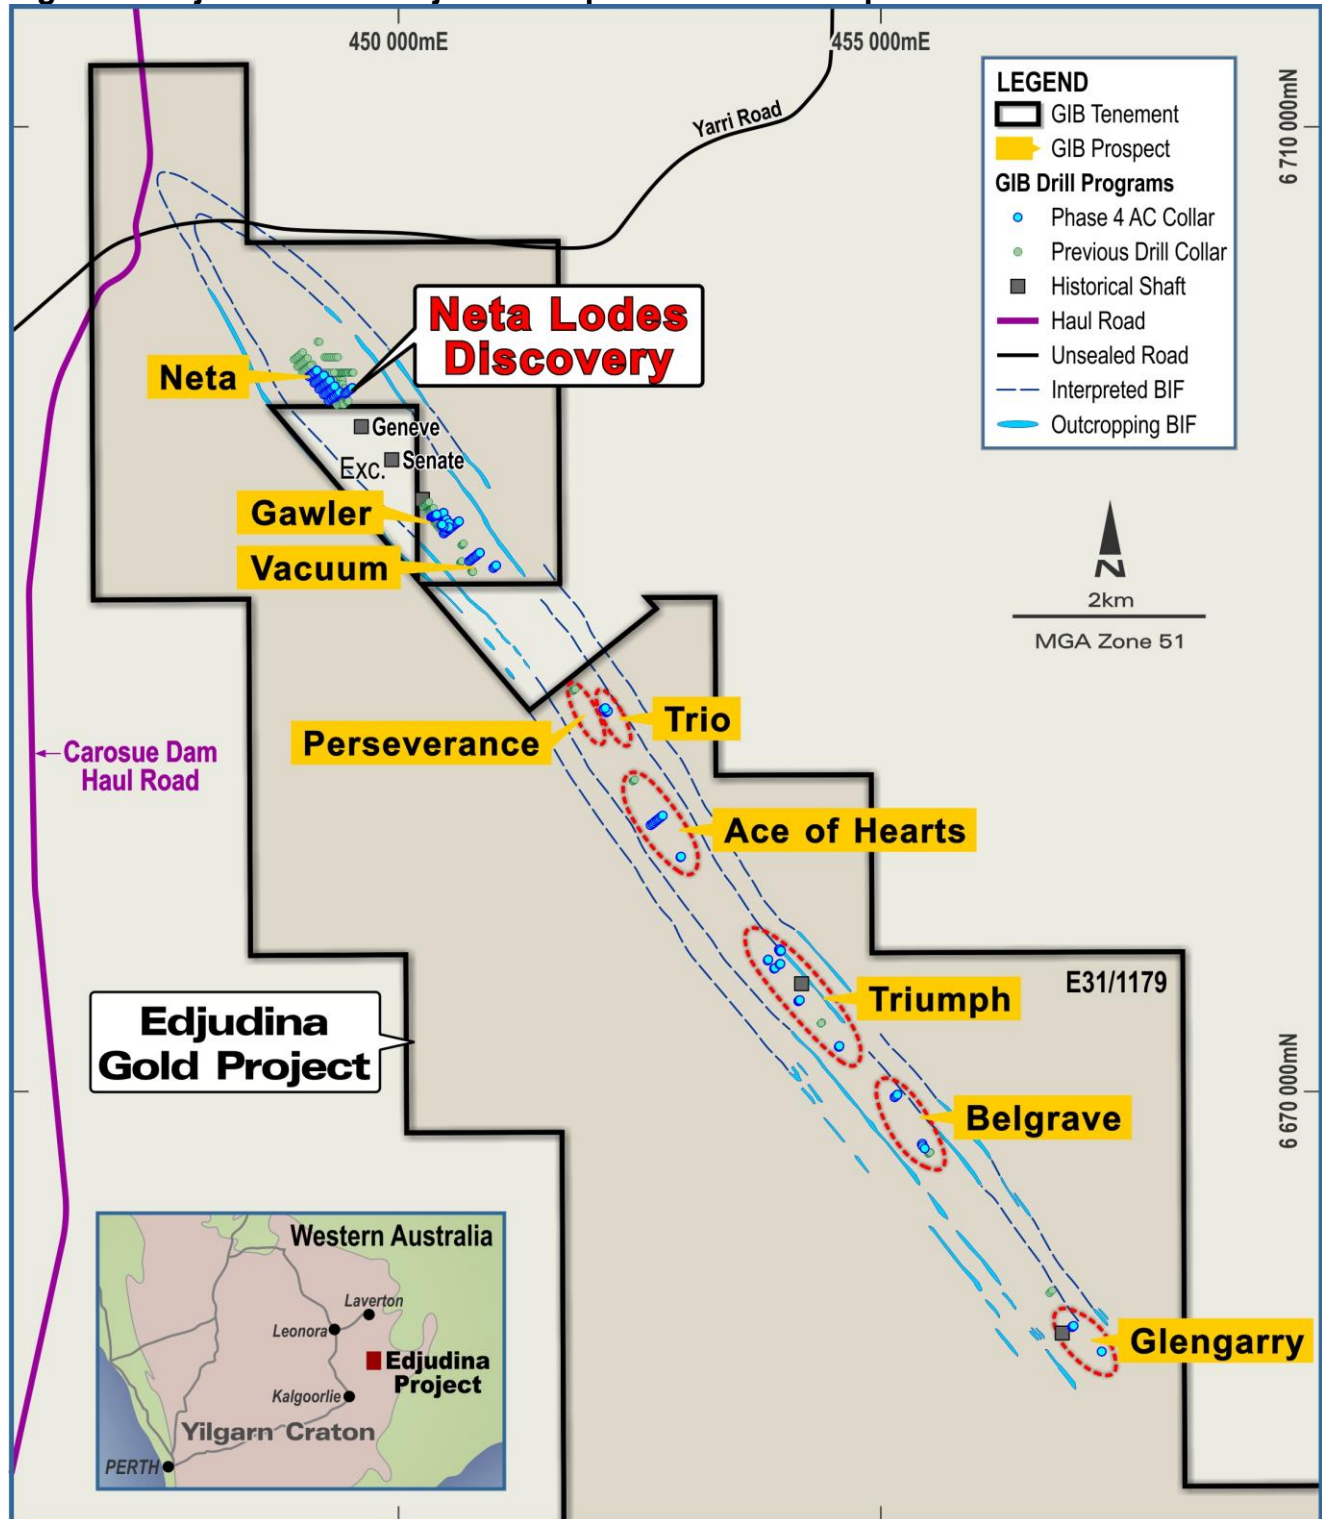 450 000mE
455 000mE
Yarri Road
6 710 000mN
LEGEND
GIB Tenement
GIB Prospect
GIB Drill Programs
Phase 4 AC Collar
Previous Drill Collar
Historical Shaft
Haul Road
Unsealed Road
Interpreted BIF
Outcropping BIF
Neta Lodes
Discovery
Neta
Geneve
Senate
Exc.
Gawler
Vacuum
N
2km
MGA Zone 51
Perseverance
Trio
Carosue Dam
Haul Road
Ace of Hearts
E31/1179
Triumph
Edjudina
Gold Project
Belgrave
6 670 000mN
Western Australia
Laverton
Leonora
Edjudina
Project
Kalgoorlie
Yilgarn Craton
PERTH
Glengarry